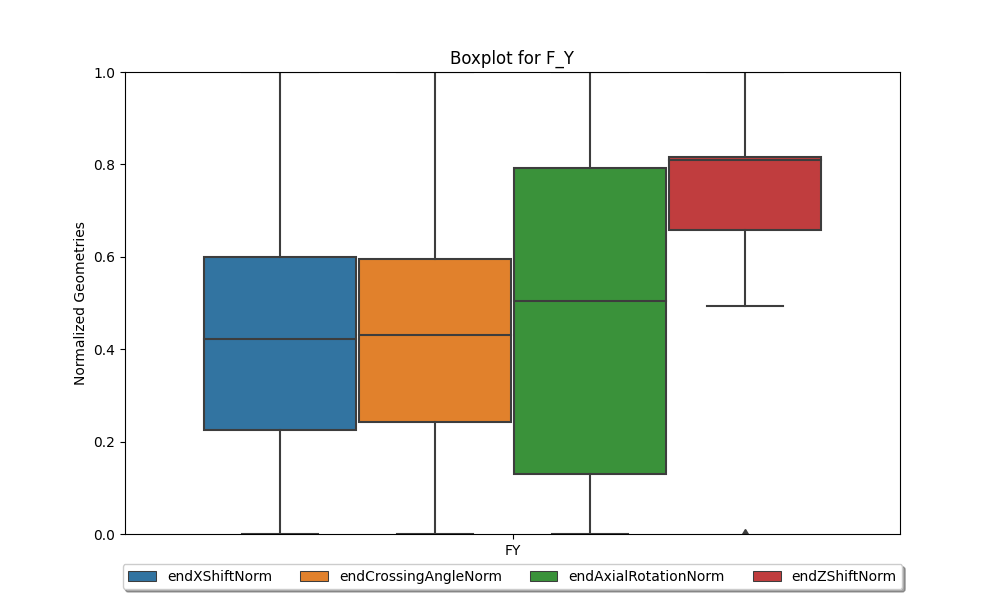 Boxplot for F_Y
Normalized Geometries
1.0
0.8
0.6
0.4
0.2
0.0
FY
endXShiftNorm endCrossingAngleNorm endAxialRotationNorm endZShiftNorm